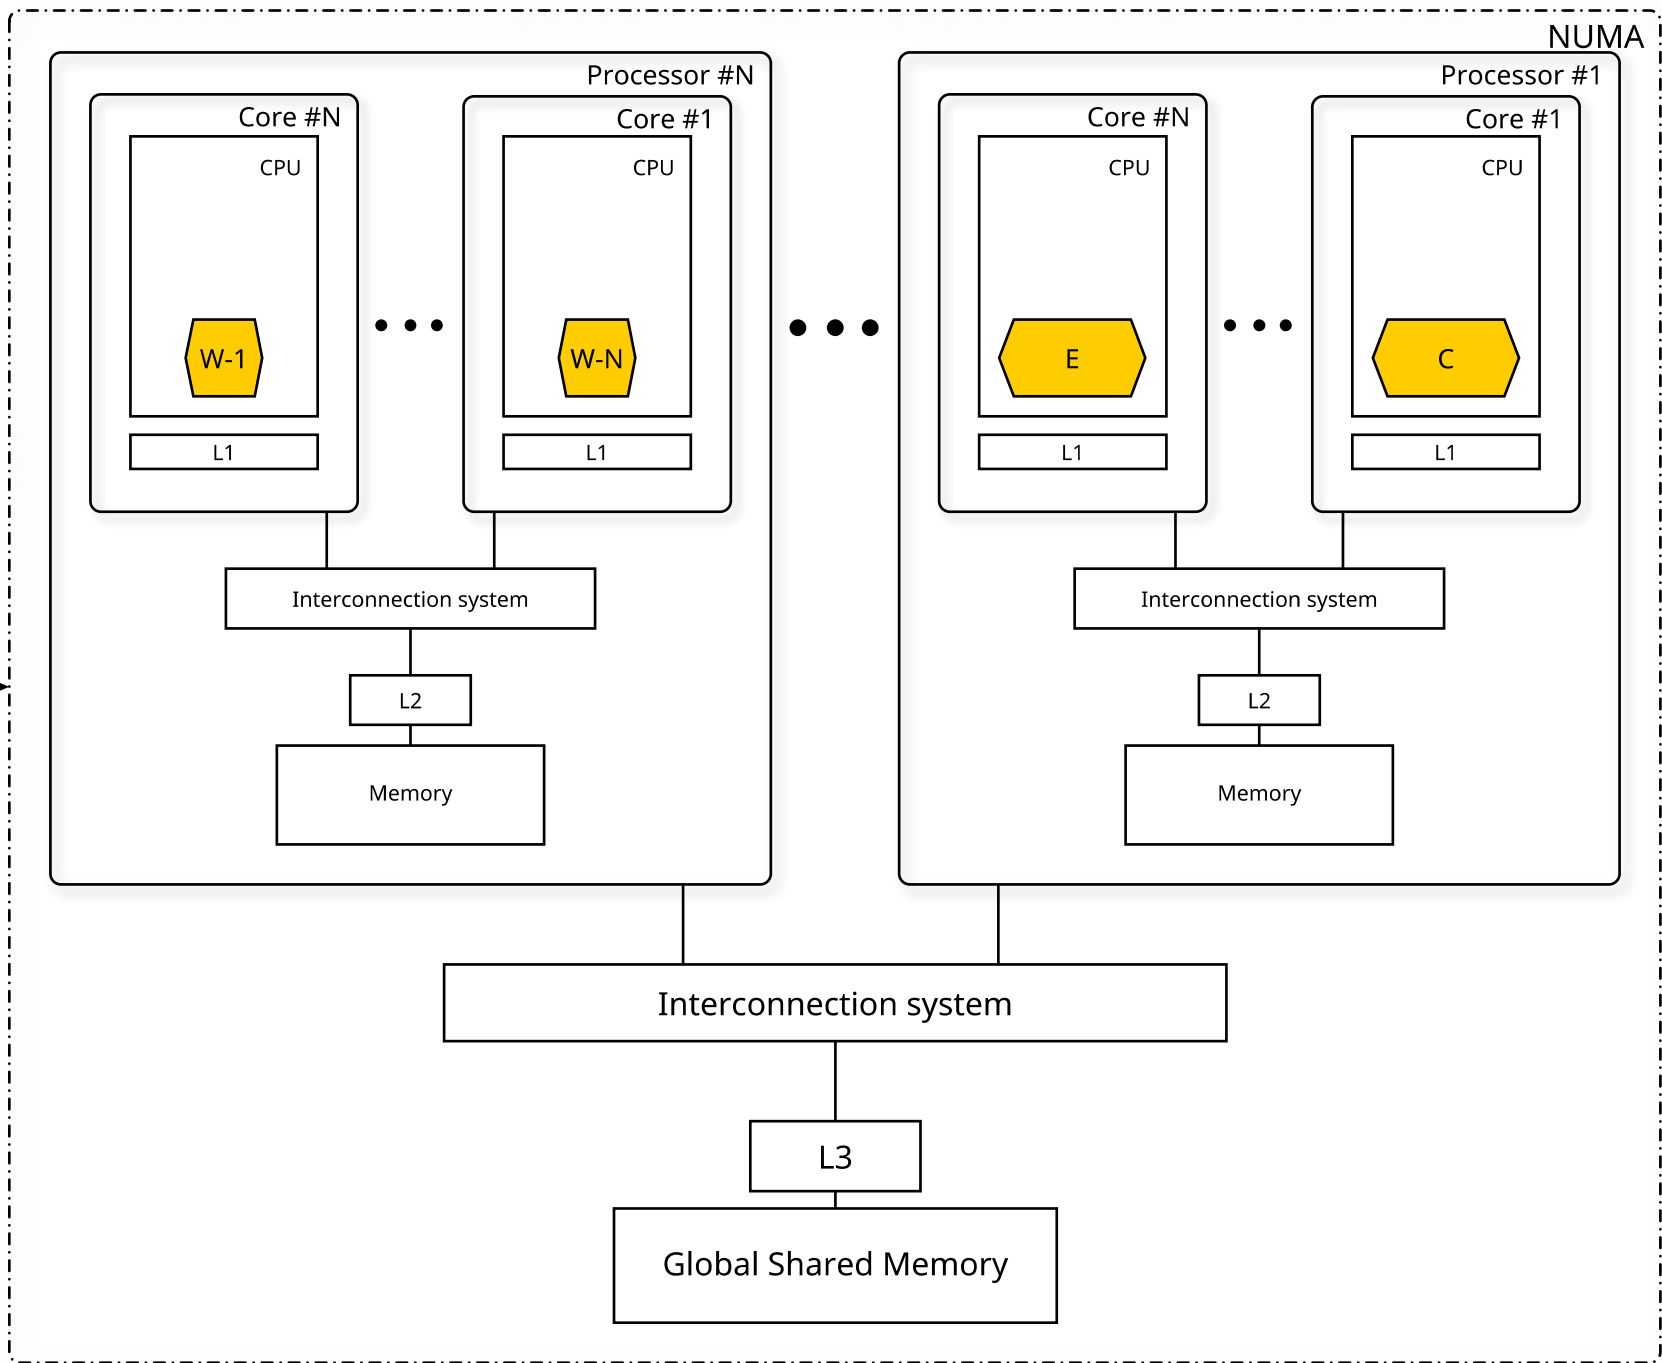 NUMA
Processor #N
Processor #1
Core #N
Core #1
Core #N
Core #1
CPU
CPU
CPU
CPU
W-1
W-N
E
C
L1
L1
L1
L1
Interconnection system
Interconnection system
L2
L2
Memory
Memory
Interconnection system
L3
Global Shared Memory